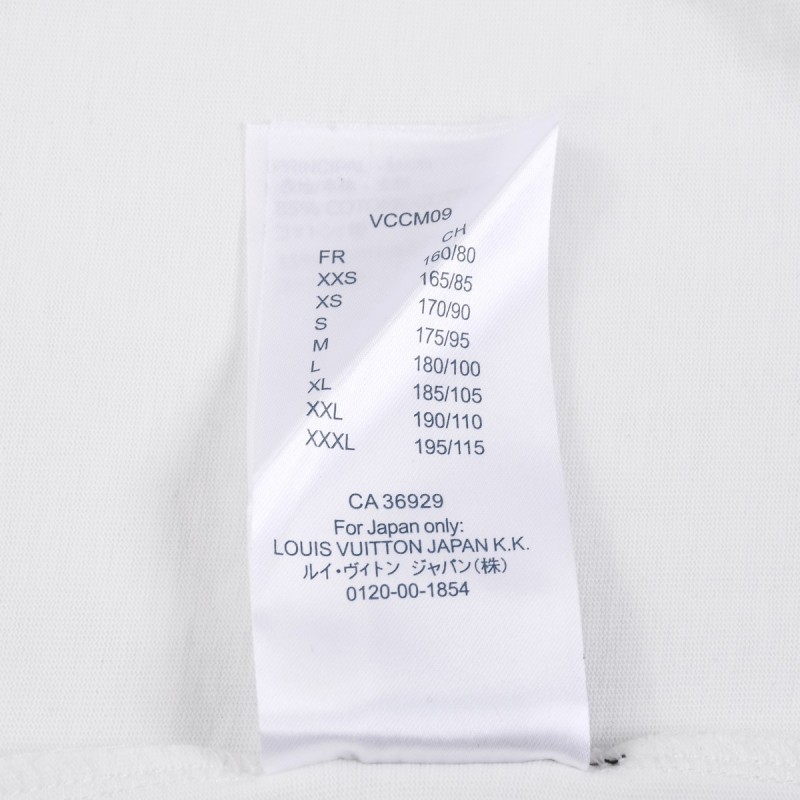 VCCM09
FR CH
XXS 160/80
XS 165/85
S 170/90
M 175/95
L 180/100
XL 185/105
XXL 190/110
XXXL 195/115
CA 36929
For Japan only:
LOUIS VUITTON JAPAN K.K.
ルイ・ヴィトン ジャパン(株)
0120-00-1854